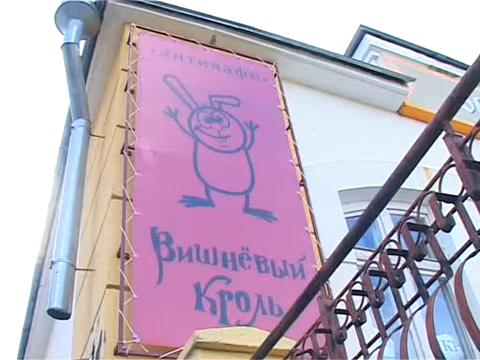 антикафе
Вишнёвый
Кроль